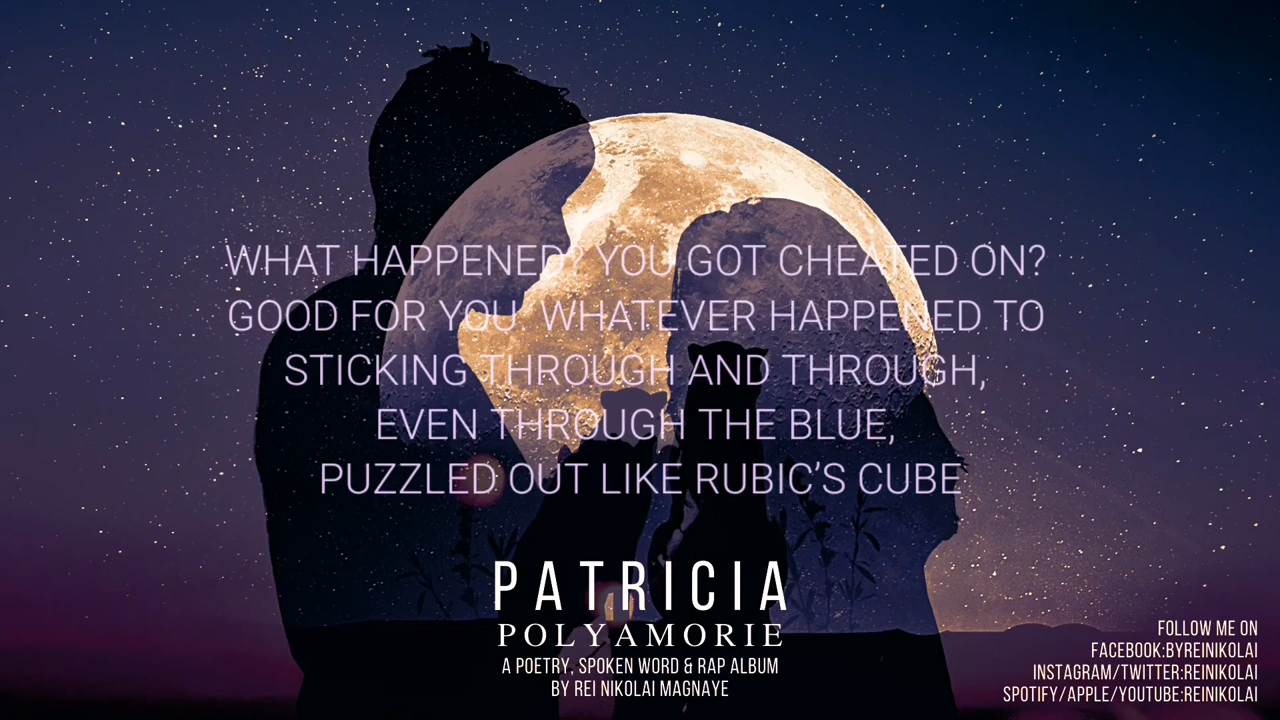 WHAT HAPPENED? YOU GOT CHEATED ON?
GOOD FOR YOU. WHATEVER HAPPENED TO
STICKING THROUGH AND THROUGH,
EVEN THROUGH THE BLUE,
PUZZLED OUT LIKE RUBIC'S CUBE
PATRICIA
POLYAMORIE
A POETRY, SPOKEN WORD & RAP ALBUM
BY REI NIKOLAI MAGNAYE
FOLLOW ME ON
FACEBOOK:BYREINIKOLAI
INSTAGRAM/TWITTER:REINIKOLAI
SPOTIFY/APPLE/YOUTUBE:REINIKOLAI